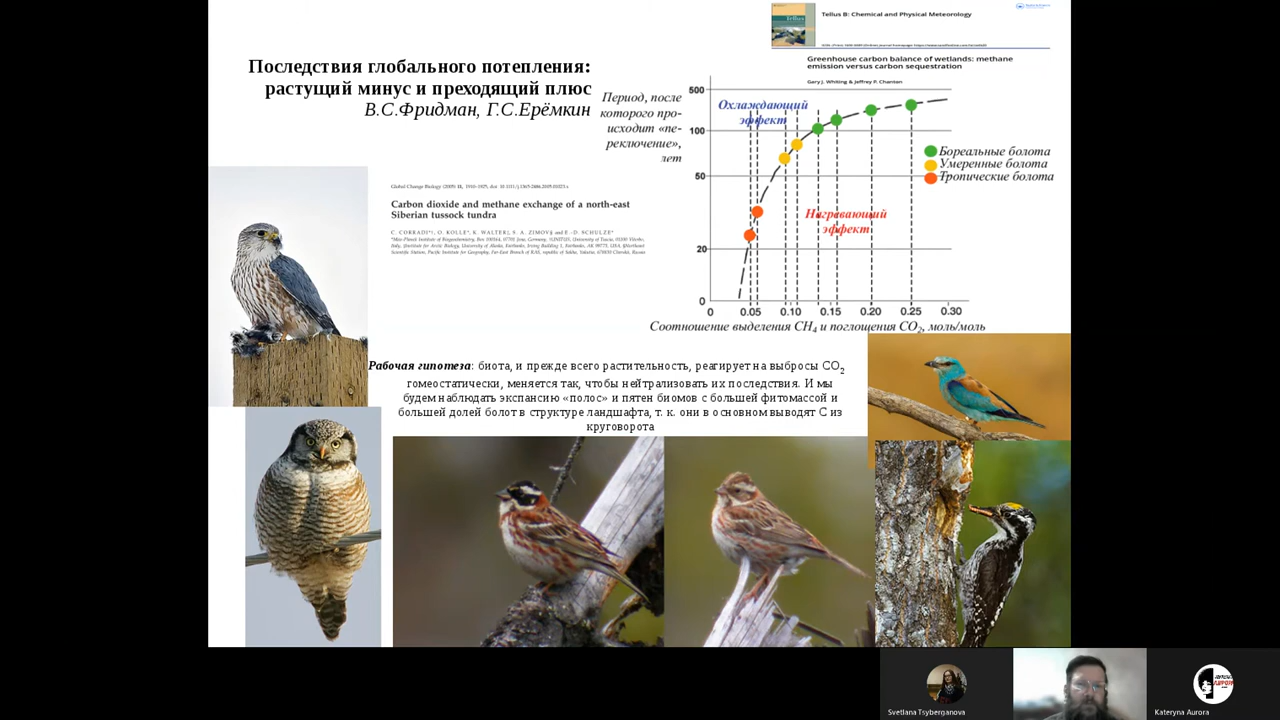 Последствия глобального потепления:
растущий минус и преходящий плюс
В.С.Фридман, Г.С.Ерёмкин
Tellus B: Chemical and Physical Meteorology
Greenhouse carbon balance of wetlands: methane
emission versus carbon sequestration
Gary J. Whiting & Jeffrey P. Chanton
Период, после
которого про-
исходит «пе-
реключение»,
лет
500
100
50
20
0
Охлаждающий
эффект
Нагревающий
эффект
Бореальные болота
Умеренные болота
Тропические болота
0 0.05 0.10 0.15 0.20 0.25 0.30
Соотношение выделения CH4 и поглощения CO2, моль/моль
Carbon dioxide and methane exchange of a north-east
Siberian tussock tundra
C. CORRADI*†, O. KOLLE*, K. WALTER‡, S. A. ZIMOV§ and E.-D. SCHULZE*
Рабочая гипотеза: биота, и прежде всего растительность, реагирует на выбросы CO2
гомеостатически, меняется так, чтобы нейтрализовать их последствия. И мы
будем наблюдать экспансию «полос» и пятен биомов с большей фитомассой и
большей долей болот в структуре ландшафта, т. к. они в основном выводят С из
круговорота
Svetlana Tsyberganova
Kateryna Aurora